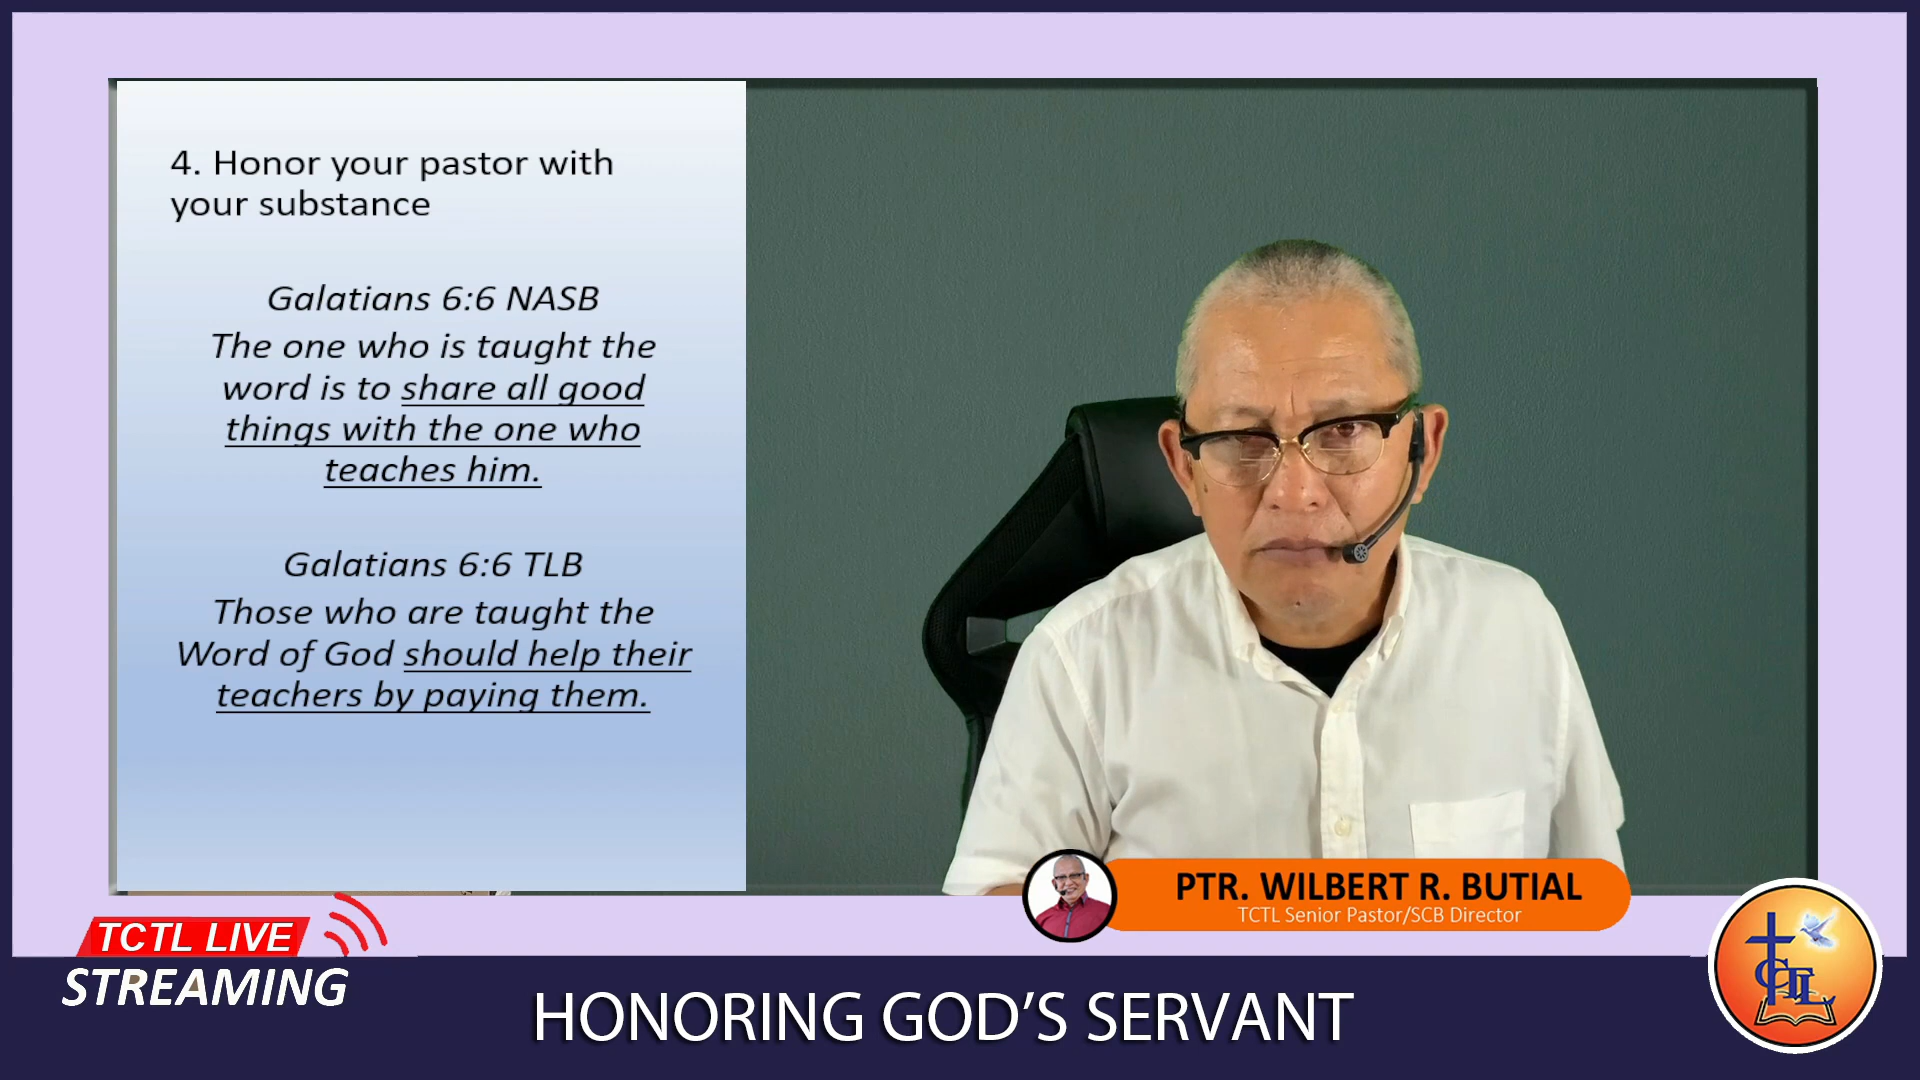 4. Honor your pastor with
your substance
Galatians 6:6 NASB
The one who is taught the
word is to share all good
things with the one who
teaches him.
Galatians 6:6 TLB
Those who are taught the
Word of God should help their
teachers by paying them.
PTR. WILBERT R. BUTIAL
TCTL Senior Pastor/SCB Director
TCTL LIVE
STREAMING
HONORING GOD'S SERVANT
TCTL